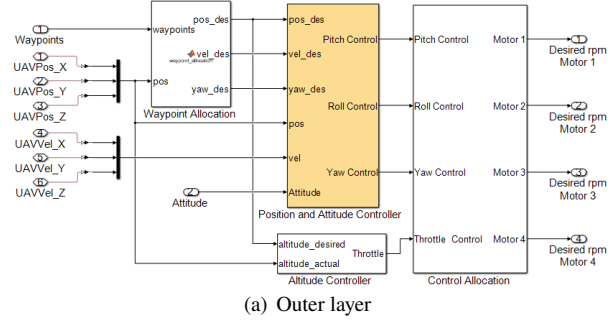 1
Waypoints
1
UAVPos_X
2
UAVPos_Y
3
UAVPos_Z
4
UAVVel_X
5
UAVVel_Y
6
UAVVel_Z
waypoints
pos
pos_des
vel_des
yaw_des
Waypoint Allocation
2
Attitude
pos_des
vel_des
yaw_des
pos
vel
Attitude
Pitch Control
Roll Control
Yaw Control
Position and Attitude Controller
altitude_desired
altitude_actual
Throttle
Altitude Controller
Pitch Control
Roll Control
Yaw Control
Throttle Control
Motor 1
Motor 2
Motor 3
Motor 4
Control Allocation
1
Desired rpm
Motor 1
2
Desired rpm
Motor 2
3
Desired rpm
Motor 3
4
Desired rpm
Motor 4
(a) Outer layer